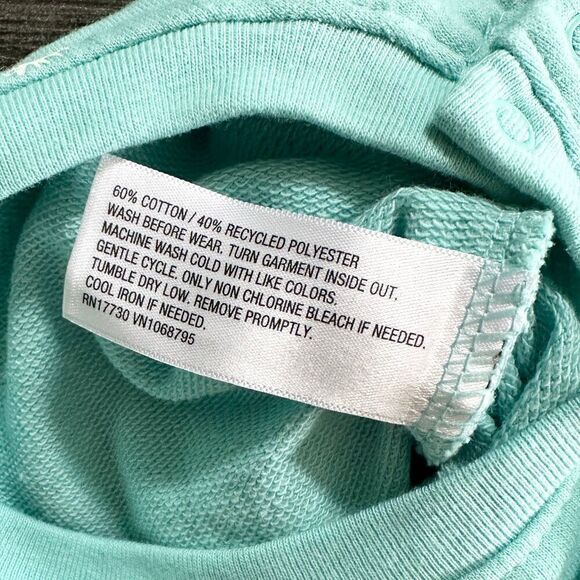 60% COTTON / 40% RECYCLED POLYESTER
WASH BEFORE WEAR. TURN GARMENT INSIDE OUT.
MACHINE WASH COLD WITH LIKE COLORS.
GENTLE CYCLE. ONLY NON CHLORINE BLEACH IF NEEDED.
TUMBLE DRY LOW. REMOVE PROMPTLY.
COOL IRON IF NEEDED.
RN17730 VN1068795